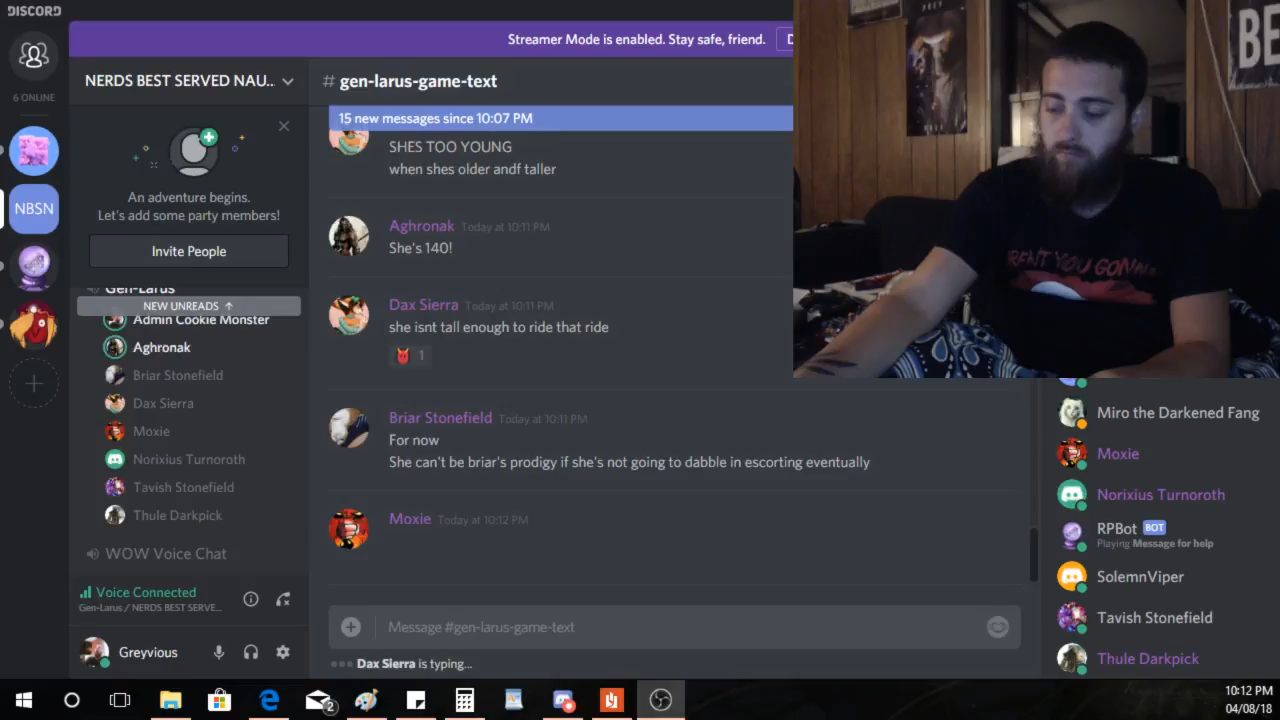 DISCORD
6 ONLINE
NBSN
NERDS BEST SERVED NAU...
An adventure begins.
Let's add some party members!
Invite People
Gen-Larus
NEW UNREADS ↑
Admin Cookie Monster
Aghronak
Briar Stonefield
Dax Sierra
Moxie
Norixius Turnoroth
Tavish Stonefield
Thule Darkpick
WOW Voice Chat
Voice Connected
Gen-Larus / NERDS BEST SERVE...
Greyvious
Streamer Mode is enabled. Stay safe, friend.
# gen-larus-game-text
15 new messages since 10:07 PM
SHES TOO YOUNG
when shes older andf taller
Aghronak Today at 10:11 PM
She's 140!
Dax Sierra Today at 10:11 PM
she isnt tall enough to ride that ride
1
Briar Stonefield Today at 10:11 PM
For now
She can't be briar's prodigy if she's not going to dabble in escorting eventually
Moxie Today at 10:12 PM
Message #gen-larus-game-text
Dax Sierra is typing...
PREY
BE
ARENT YOU GONNA
Miro the Darkened Fang
Moxie
Norixius Turnoroth
RPBot BOT
Playing Message for help
SolemnViper
Tavish Stonefield
Thule Darkpick
2
10:12 PM
04/08/18